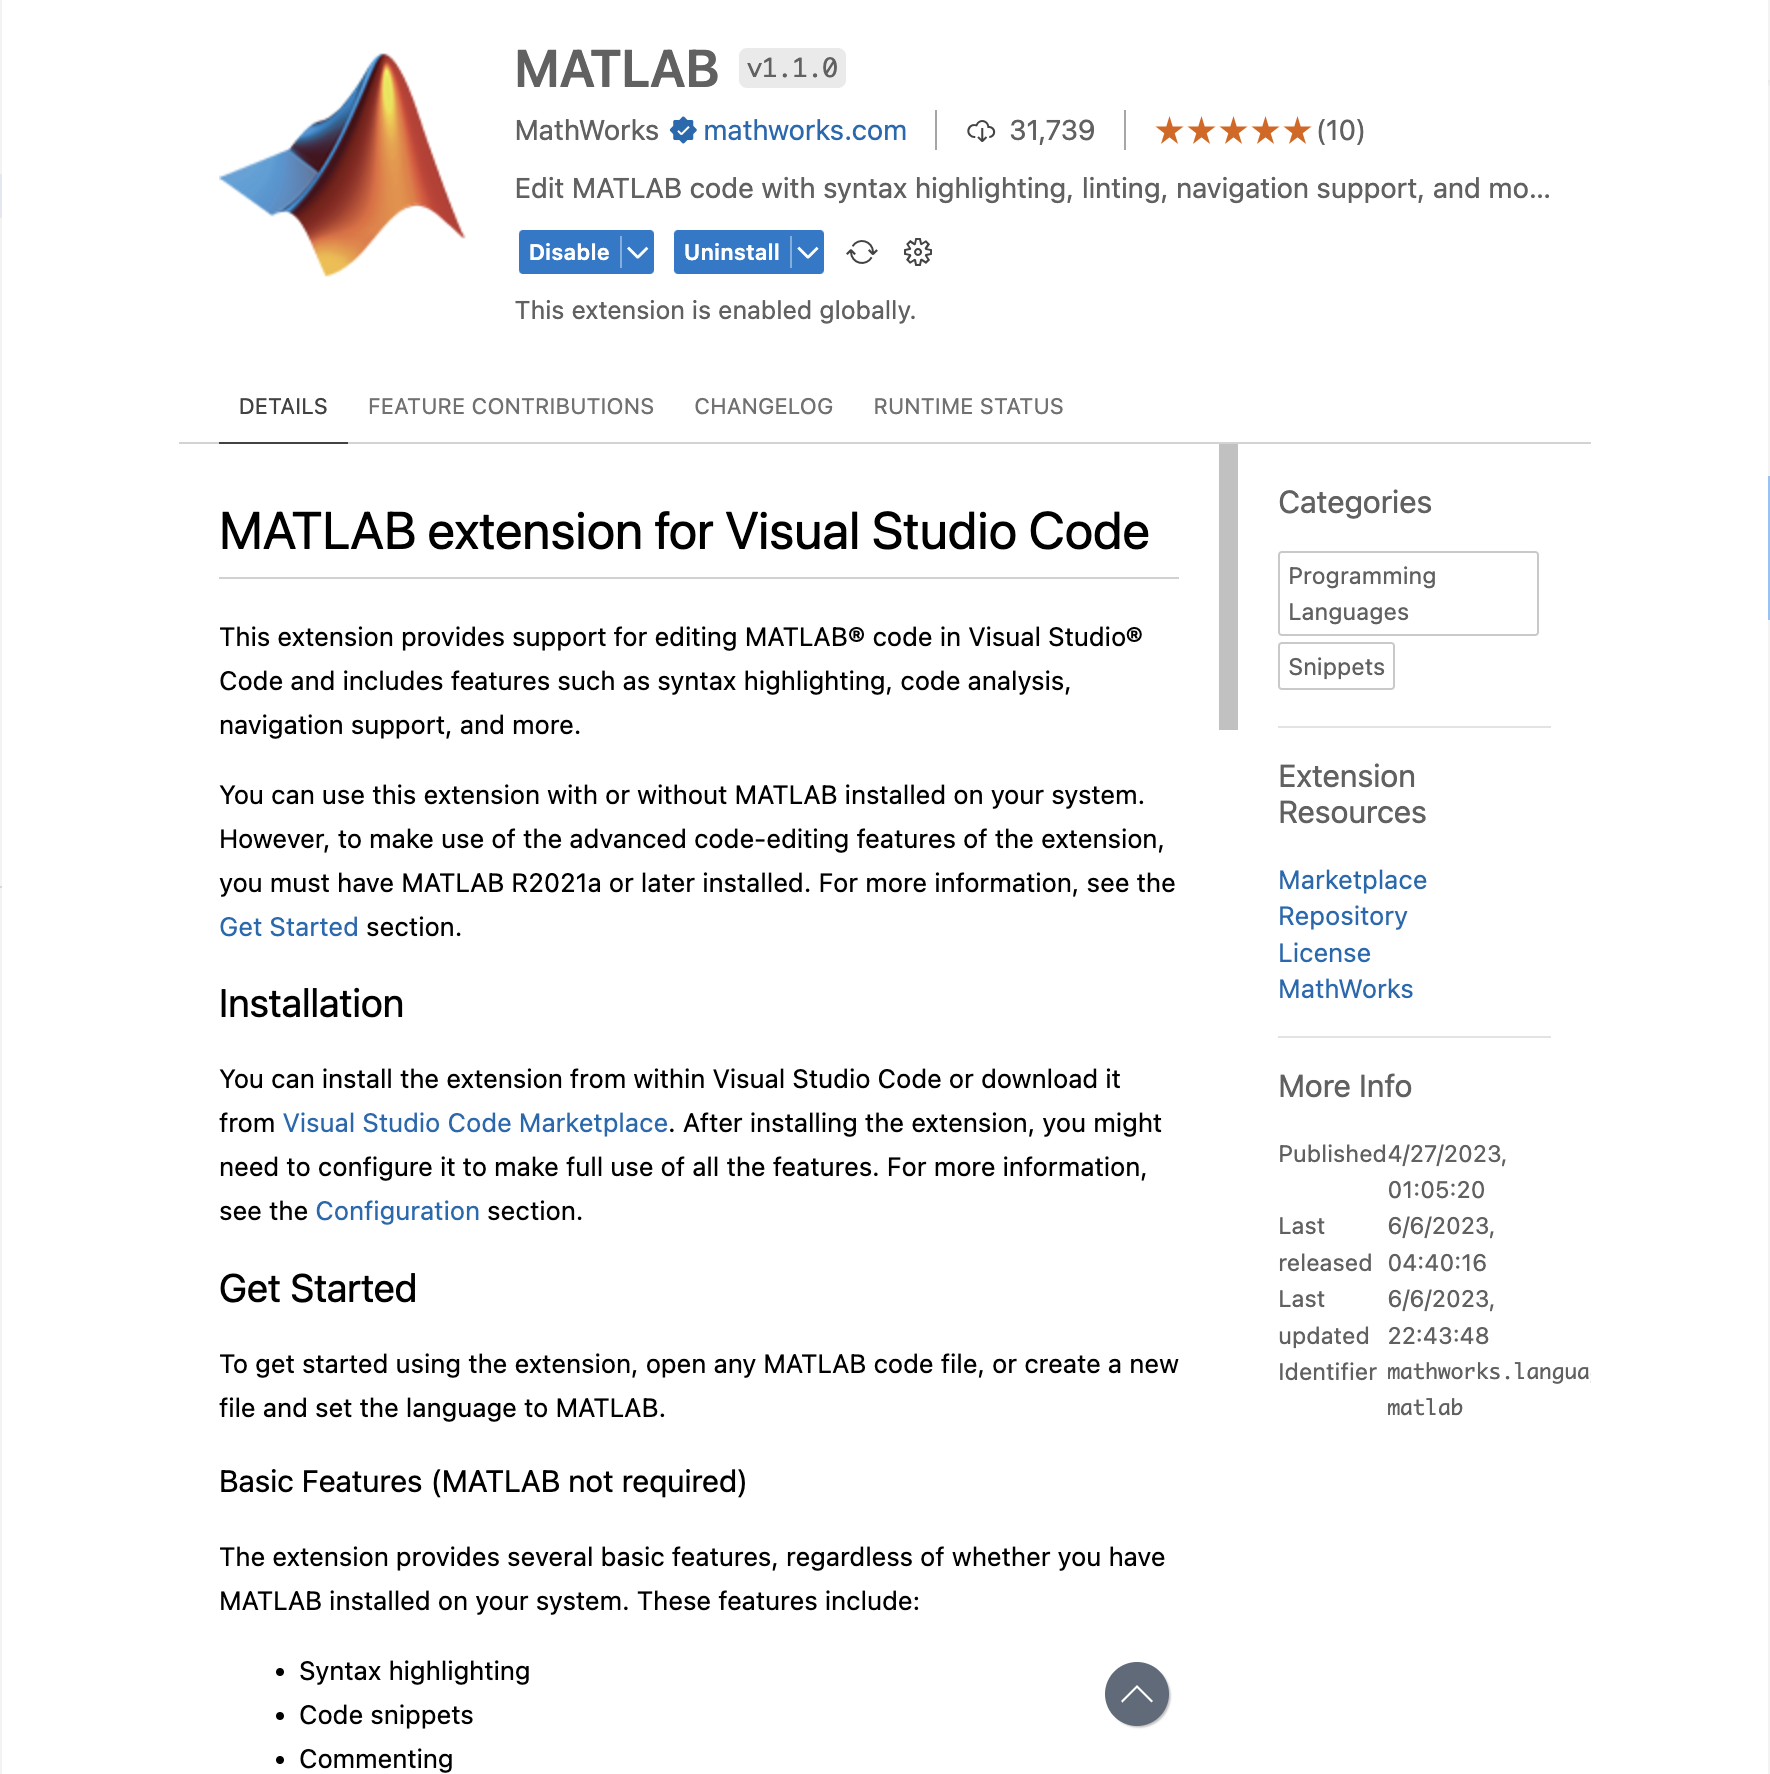 MATLAB v1.1.0
MathWorks mathworks.com 31,739 (10)
Edit MATLAB code with syntax highlighting, linting, navigation support, and mo...
Disable Uninstall
This extension is enabled globally.
DETAILS FEATURE CONTRIBUTIONS CHANGELOG RUNTIME STATUS
MATLAB extension for Visual Studio Code
This extension provides support for editing MATLAB® code in Visual Studio®
Code and includes features such as syntax highlighting, code analysis,
navigation support, and more.
You can use this extension with or without MATLAB installed on your system.
However, to make use of the advanced code-editing features of the extension,
you must have MATLAB R2021a or later installed. For more information, see the
Get Started section.
Installation
You can install the extension from within Visual Studio Code or download it
from Visual Studio Code Marketplace. After installing the extension, you might
need to configure it to make full use of all the features. For more information,
see the Configuration section.
Get Started
To get started using the extension, open any MATLAB code file, or create a new
file and set the language to MATLAB.
Basic Features (MATLAB not required)
The extension provides several basic features, regardless of whether you have
MATLAB installed on your system. These features include:
• Syntax highlighting
• Code snippets
• Commenting
Categories
Programming
Languages
Snippets
Extension
Resources
Marketplace
Repository
License
MathWorks
More Info
Published 4/27/2023,
01:05:20
Last 6/6/2023,
released 04:40:16
Last 6/6/2023,
updated 22:43:48
Identifier mathworks.langua
matlab